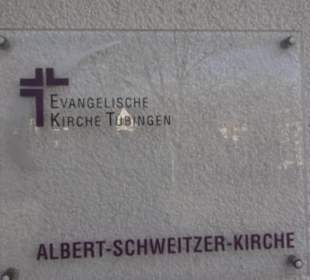 EVANGELISCHE
KIRCHE TÜBINGEN
ALBERT-SCHWEITZER-KIRCHE